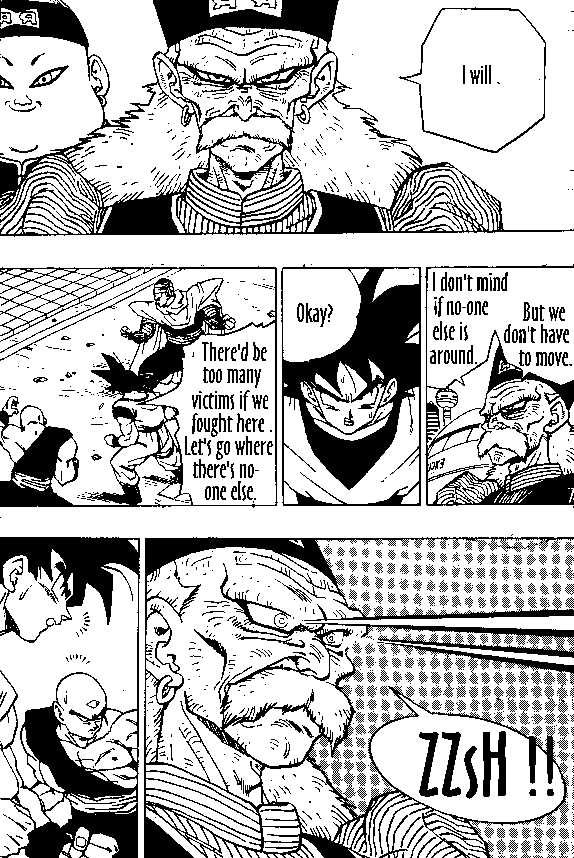 I will .
There'd be
too many
victims if we
fought here .
Let's go where
there's no-
one else.
Okay?
I don't mind
if no-one
else is
around.
But we
don't have
to move.
ZZsH !!